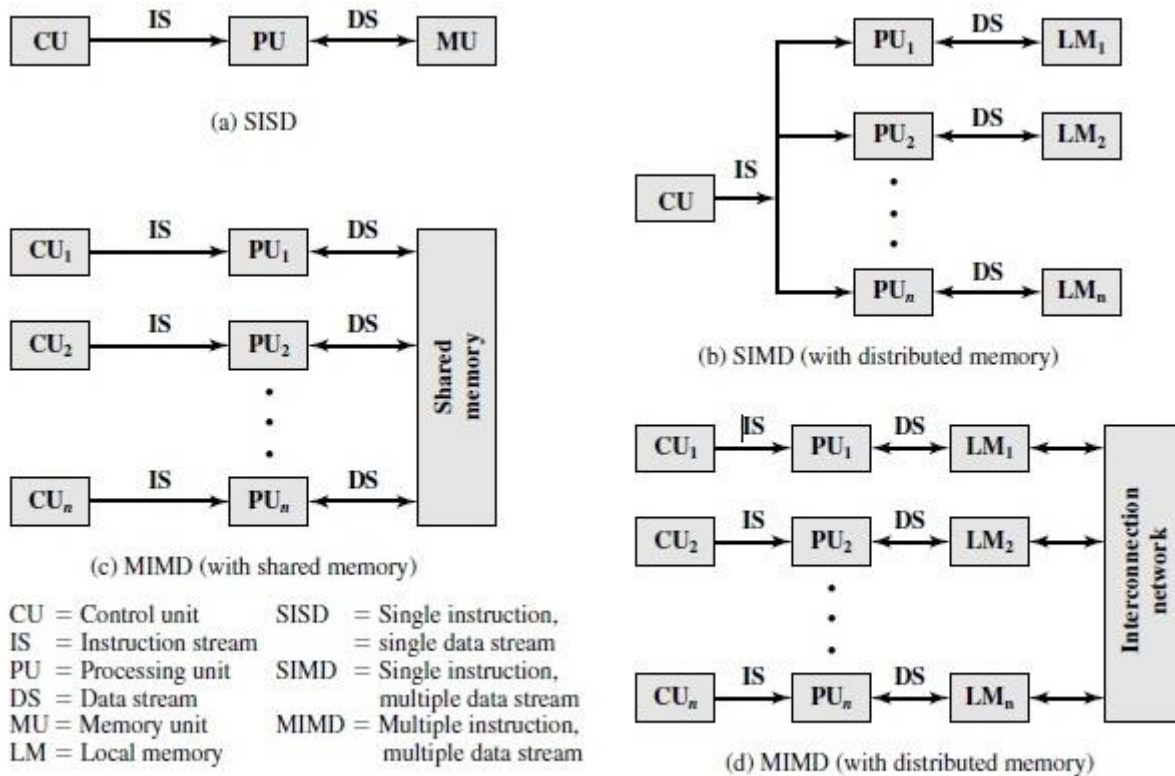 IS DS
CU PU MU
(a) SISD
DS
PU1 LM1
DS
PU2 LM2
IS
CU
DS
PUn LMn
(b) SIMD (with distributed memory)
IS DS
CU1 PU1
IS DS
CU2 PU2
Shared
memory
IS DS
CUn PUn
(c) MIMD (with shared memory)
IS DS
CU1 PU1 LM1
IS DS
CU2 PU2 LM2
Interconnection
network
IS DS
CUn PUn LMn
(d) MIMD (with distributed memory)
CU = Control unit
IS = Instruction stream
PU = Processing unit
DS = Data stream
MU = Memory unit
LM = Local memory
SISD = Single instruction,
= single data stream
SIMD = Single instruction,
multiple data stream
MIMD = Multiple instruction,
multiple data stream